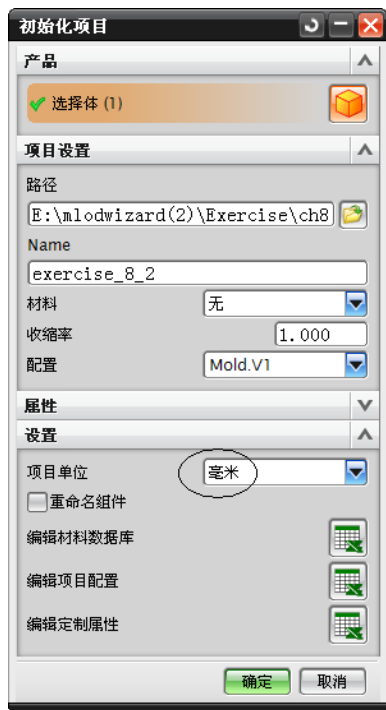 初始化项目
产品
选择体 (1)
项目设置
路径
E:\mlodwizard(2)\Exercise\ch8
Name
exercise_8_2
材料 无
收缩率 1.000
配置 Mold.V1
属性
设置
项目单位 毫米
重命名组件
编辑材料数据库
编辑项目配置
编辑定制属性
确定 取消